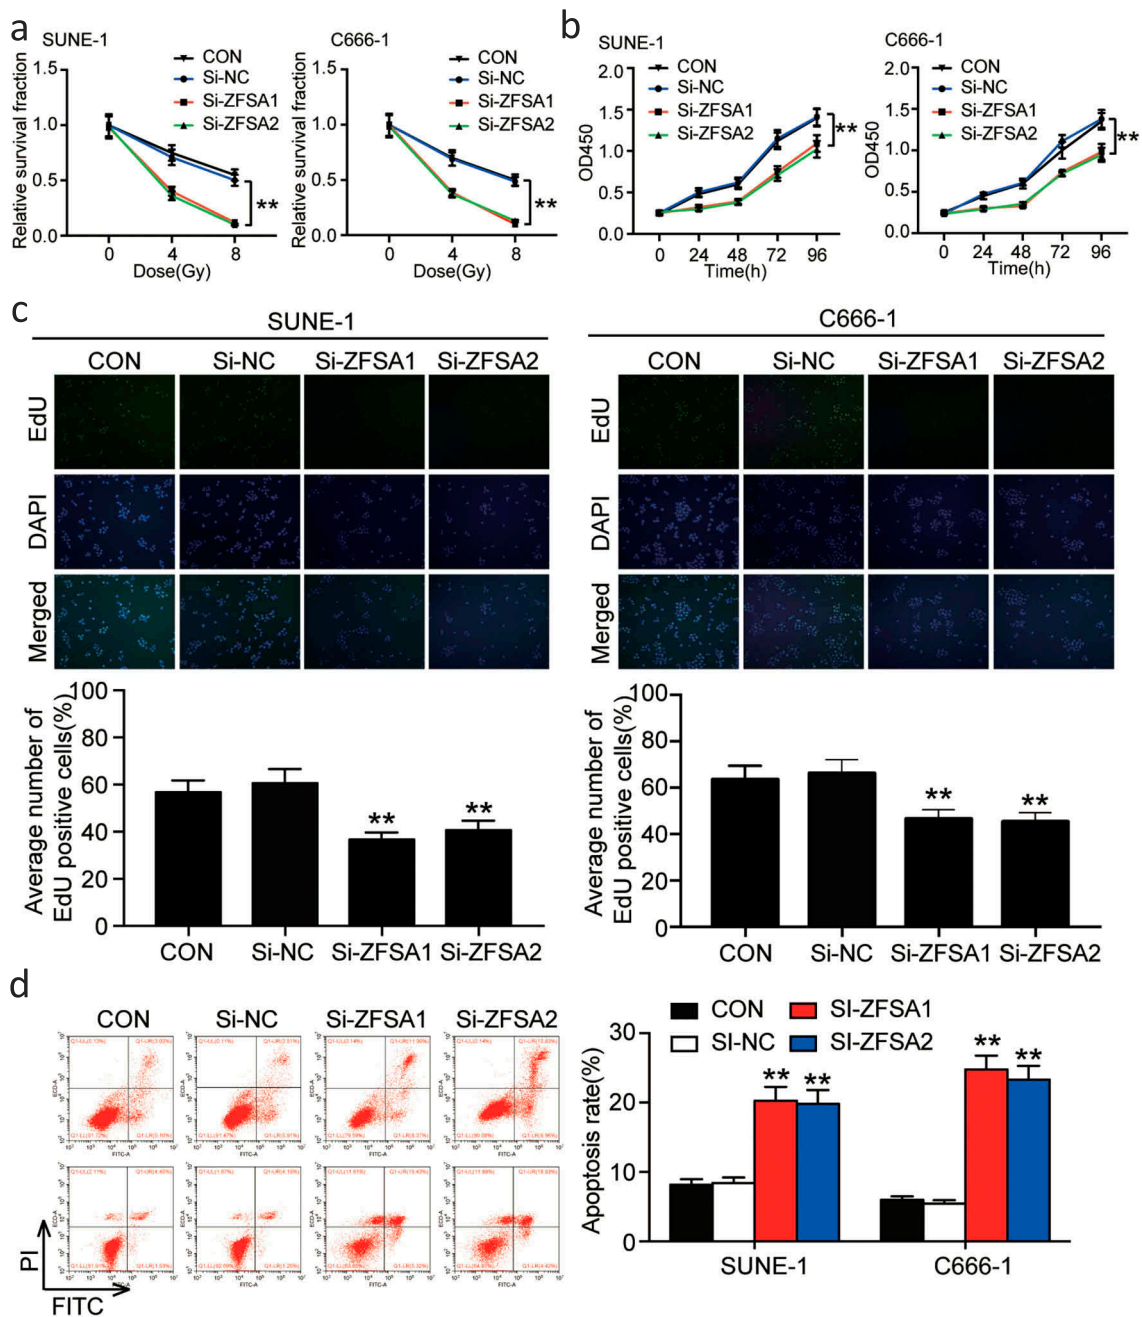 a
SUNE-1
CON
Si-NC
Si-ZFSA1
Si-ZFSA2
Relative survival fraction
1.5
1.0
0.5
0.0
0 4 8
Dose(Gy)
**
C666-1
CON
Si-NC
Si-ZFSA1
Si-ZFSA2
Relative survival fraction
1.5
1.0
0.5
0.0
0 4 8
Dose(Gy)
**
b
SUNE-1
CON
Si-NC
Si-ZFSA1
Si-ZFSA2
OD450
2.0
1.5
1.0
0.5
0.0
0 24 48 72 96
Time(h)
**
C666-1
CON
Si-NC
Si-ZFSA1
Si-ZFSA2
OD450
2.0
1.5
1.0
0.5
0.0
0 24 48 72 96
Time(h)
**
c
SUNE-1
CON Si-NC Si-ZFSA1 Si-ZFSA2
EdU
DAPI
Merged
C666-1
CON Si-NC Si-ZFSA1 Si-ZFSA2
EdU
DAPI
Merged
Average number of
EdU positive cells(%)
100
80
60
40
20
0
** **
CON Si-NC Si-ZFSA1 Si-ZFSA2
Average number of
EdU positive cells(%)
100
80
60
40
20
0
** **
CON Si-NC Si-ZFSA1 Si-ZFSA2
d
CON Si-NC Si-ZFSA1 Si-ZFSA2
ECD-A
FITC-A
PI
FITC
CON SI-ZFSA1
SI-NC SI-ZFSA2
Apoptosis rate(%)
30
20
10
0
** ** ** **
SUNE-1 C666-1